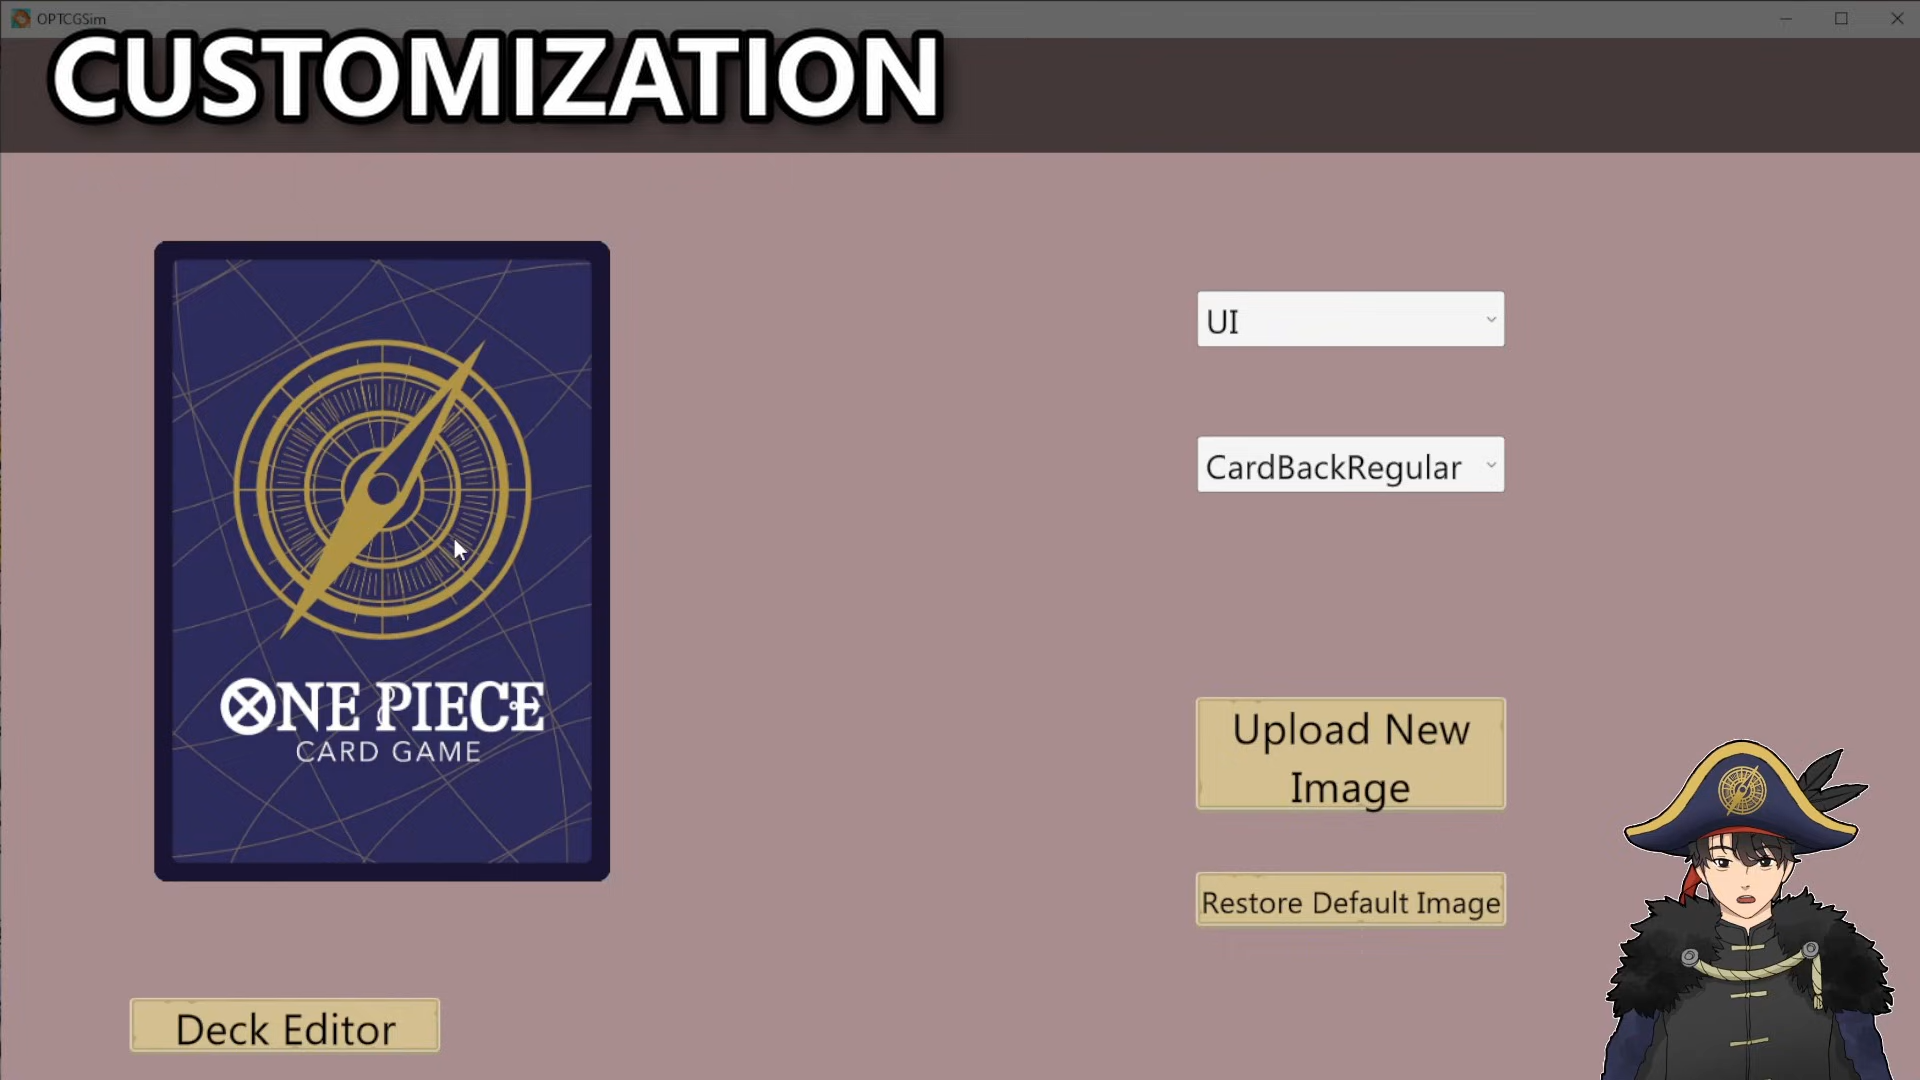 OPTCGSim
CUSTOMIZATION
UI
CardBackRegular
ONE PIECE
CARD GAME
Upload New
Image
Restore Default Image
Deck Editor